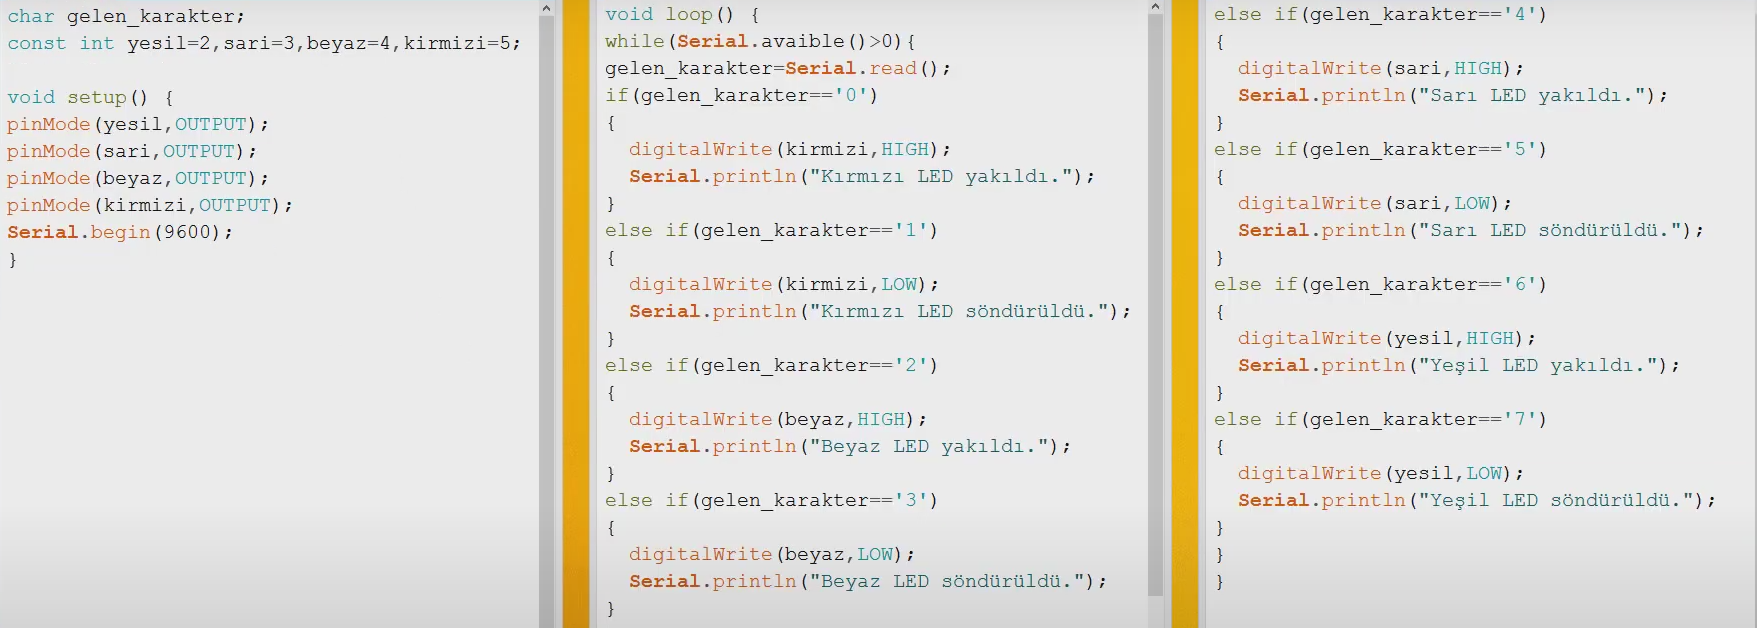 char gelen_karakter;
const int yesil=2,sari=3,beyaz=4,kirmizi=5;
void setup() {
pinMode(yesil,OUTPUT);
pinMode(sari,OUTPUT);
pinMode(beyaz,OUTPUT);
pinMode(kirmizi,OUTPUT);
Serial.begin(9600);
}
void loop() {
while(Serial.avaible()>0){
gelen_karakter=Serial.read();
if(gelen_karakter=='0')
{
digitalWrite(kirmizi,HIGH);
Serial.println("Kırmızı LED yakıldı.");
}
else if(gelen_karakter=='1')
{
digitalWrite(kirmizi,LOW);
Serial.println("Kırmızı LED söndürüldü.");
}
else if(gelen_karakter=='2')
{
digitalWrite(beyaz,HIGH);
Serial.println("Beyaz LED yakıldı.");
}
else if(gelen_karakter=='3')
{
digitalWrite(beyaz,LOW);
Serial.println("Beyaz LED söndürüldü.");
}
else if(gelen_karakter=='4')
{
digitalWrite(sari,HIGH);
Serial.println("Sarı LED yakıldı.");
}
else if(gelen_karakter=='5')
{
digitalWrite(sari,LOW);
Serial.println("Sarı LED söndürüldü.");
}
else if(gelen_karakter=='6')
{
digitalWrite(yesil,HIGH);
Serial.println("Yeşil LED yakıldı.");
}
else if(gelen_karakter=='7')
{
digitalWrite(yesil,LOW);
Serial.println("Yeşil LED söndürüldü.");
}
}
}